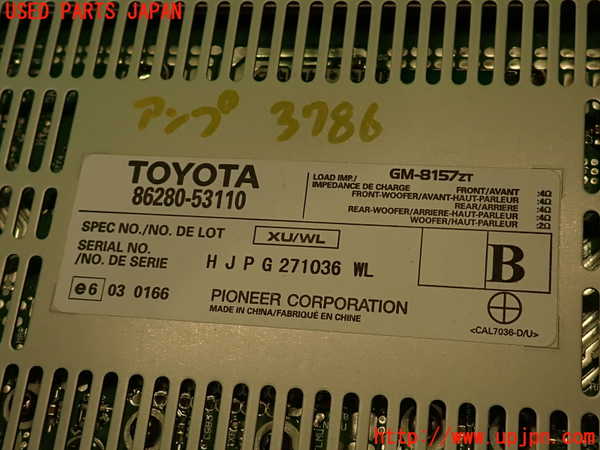 USED PARTS JAPAN
アンプ 3786
TOYOTA
86280-53110
GM-8157ZT
LOAD IMP./
IMPEDANCE DE CHARGE
FRONT/AVANT :4Ω
FRONT-WOOFER/AVANT-HAUT-PARLEUR :4Ω
REAR/ARRIERE :4Ω
REAR-WOOFER/ARRIERE-HAUT-PARLEUR :4Ω
WOOFER/HAUT-PARLEUR :2Ω
SPEC NO./NO. DE LOT XU/WL
SERIAL NO.
/NO. DE SERIE HJPG271036 WL
B
e6 03 0166
PIONEER CORPORATION
MADE IN CHINA/FABRIQUÉ EN CHINE
<CAL7036-D/U>
http://www.upjpn.com